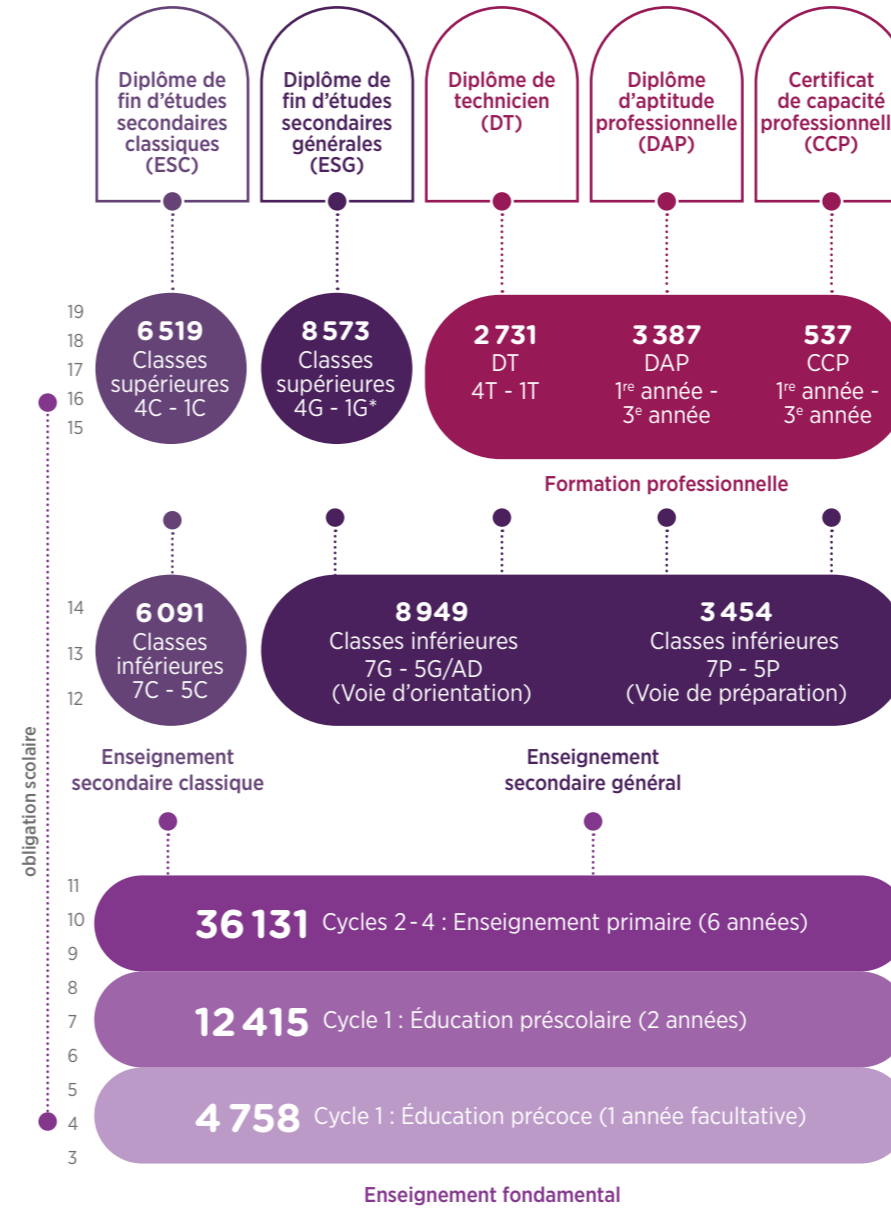 Diplôme de
fin d'études
secondaires
classiques
(ESC)
Diplôme de
fin d'études
secondaires
générales
(ESG)
Diplôme de
technicien
(DT)
Diplôme
d'aptitude
professionnelle
(DAP)
Certificat
de capacité
professionnell
(CCP)
19
18
17
16
15
6 519
Classes
supérieures
4C - 1C
8 573
Classes
supérieures
4G - 1G*
2 731
DT
4T - 1T
3 387
DAP
1re année -
3e année
537
CCP
1re année -
3e année
Formation professionnelle
14
13
12
6 091
Classes
inférieures
7C - 5C
8 949
Classes inférieures
7G - 5G/AD
(Voie d'orientation)
3 454
Classes inférieures
7P - 5P
(Voie de préparation)
obligation scolaire
Enseignement
secondaire classique
Enseignement
secondaire général
11
10
9
8
7
6
5
4
3
36 131 Cycles 2 - 4 : Enseignement primaire (6 années)
12 415 Cycle 1 : Éducation préscolaire (2 années)
4 758 Cycle 1 : Éducation précoce (1 année facultative)
Enseignement fondamental